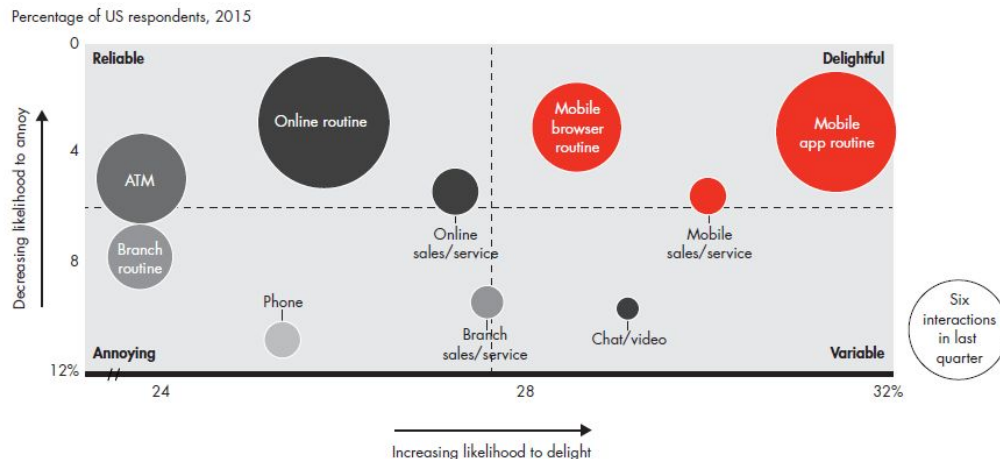 Percentage of US respondents, 2015
0
Reliable
Delightful
Online routine
Mobile
browser
routine
Mobile
app routine
4
ATM
Online
sales/service
Mobile
sales/service
8
Branch
routine
Phone
Branch
sales/service
Chat/video
Six
interactions
in last
quarter
Annoying
Variable
12%
24
28
32%
Decreasing likelihood to annoy
Increasing likelihood to delight